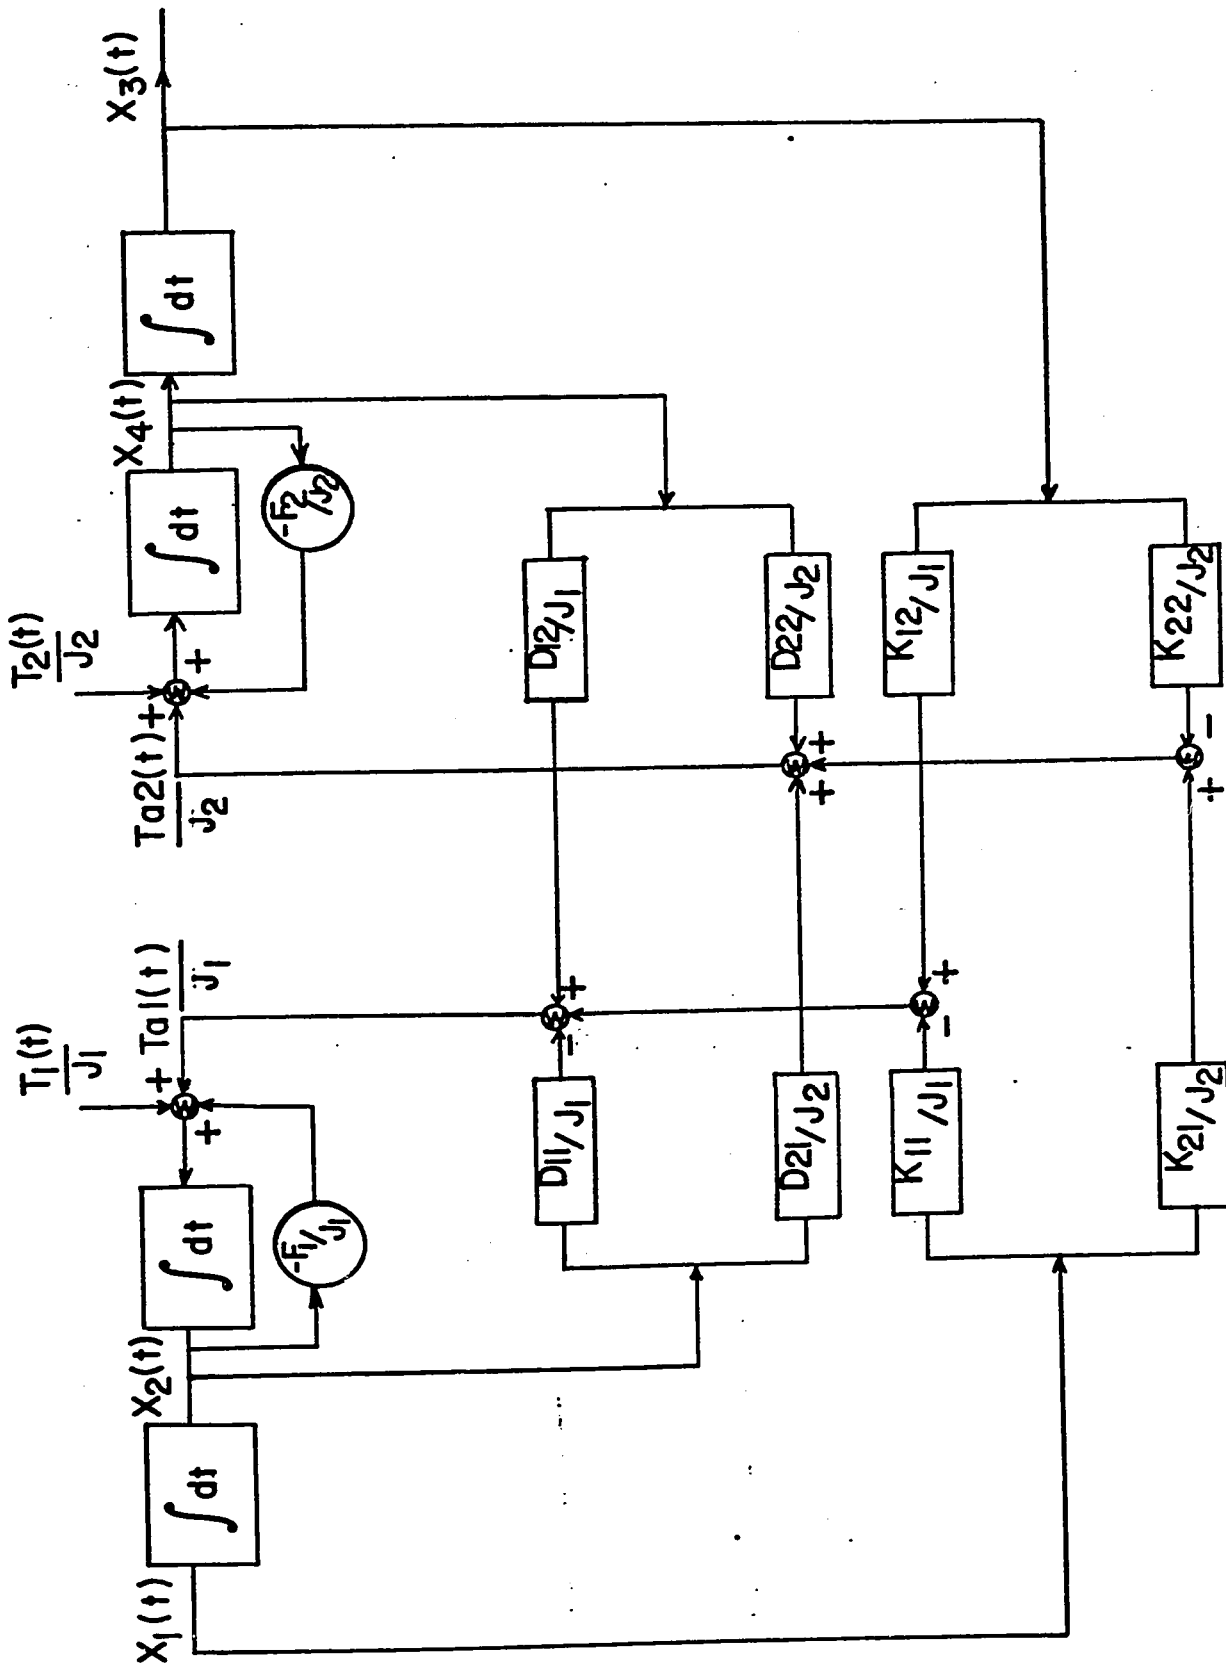 T1(t)
J1
T2(t)
J2
Ta1(t)
J1
Ta2(t)
J2
+
+
+
+
X1(t)
∫dt
X2(t)
∫dt
∫dt
X4(t)
∫dt
X3(t)
-F1/J1
-F2/J2
D11/J1
-
Σ
+
D12/J1
D21/J2
+
Σ
+
D22/J2
K11/J1
-
Σ
+
K12/J1
K21/J2
+
Σ
-
K22/J2